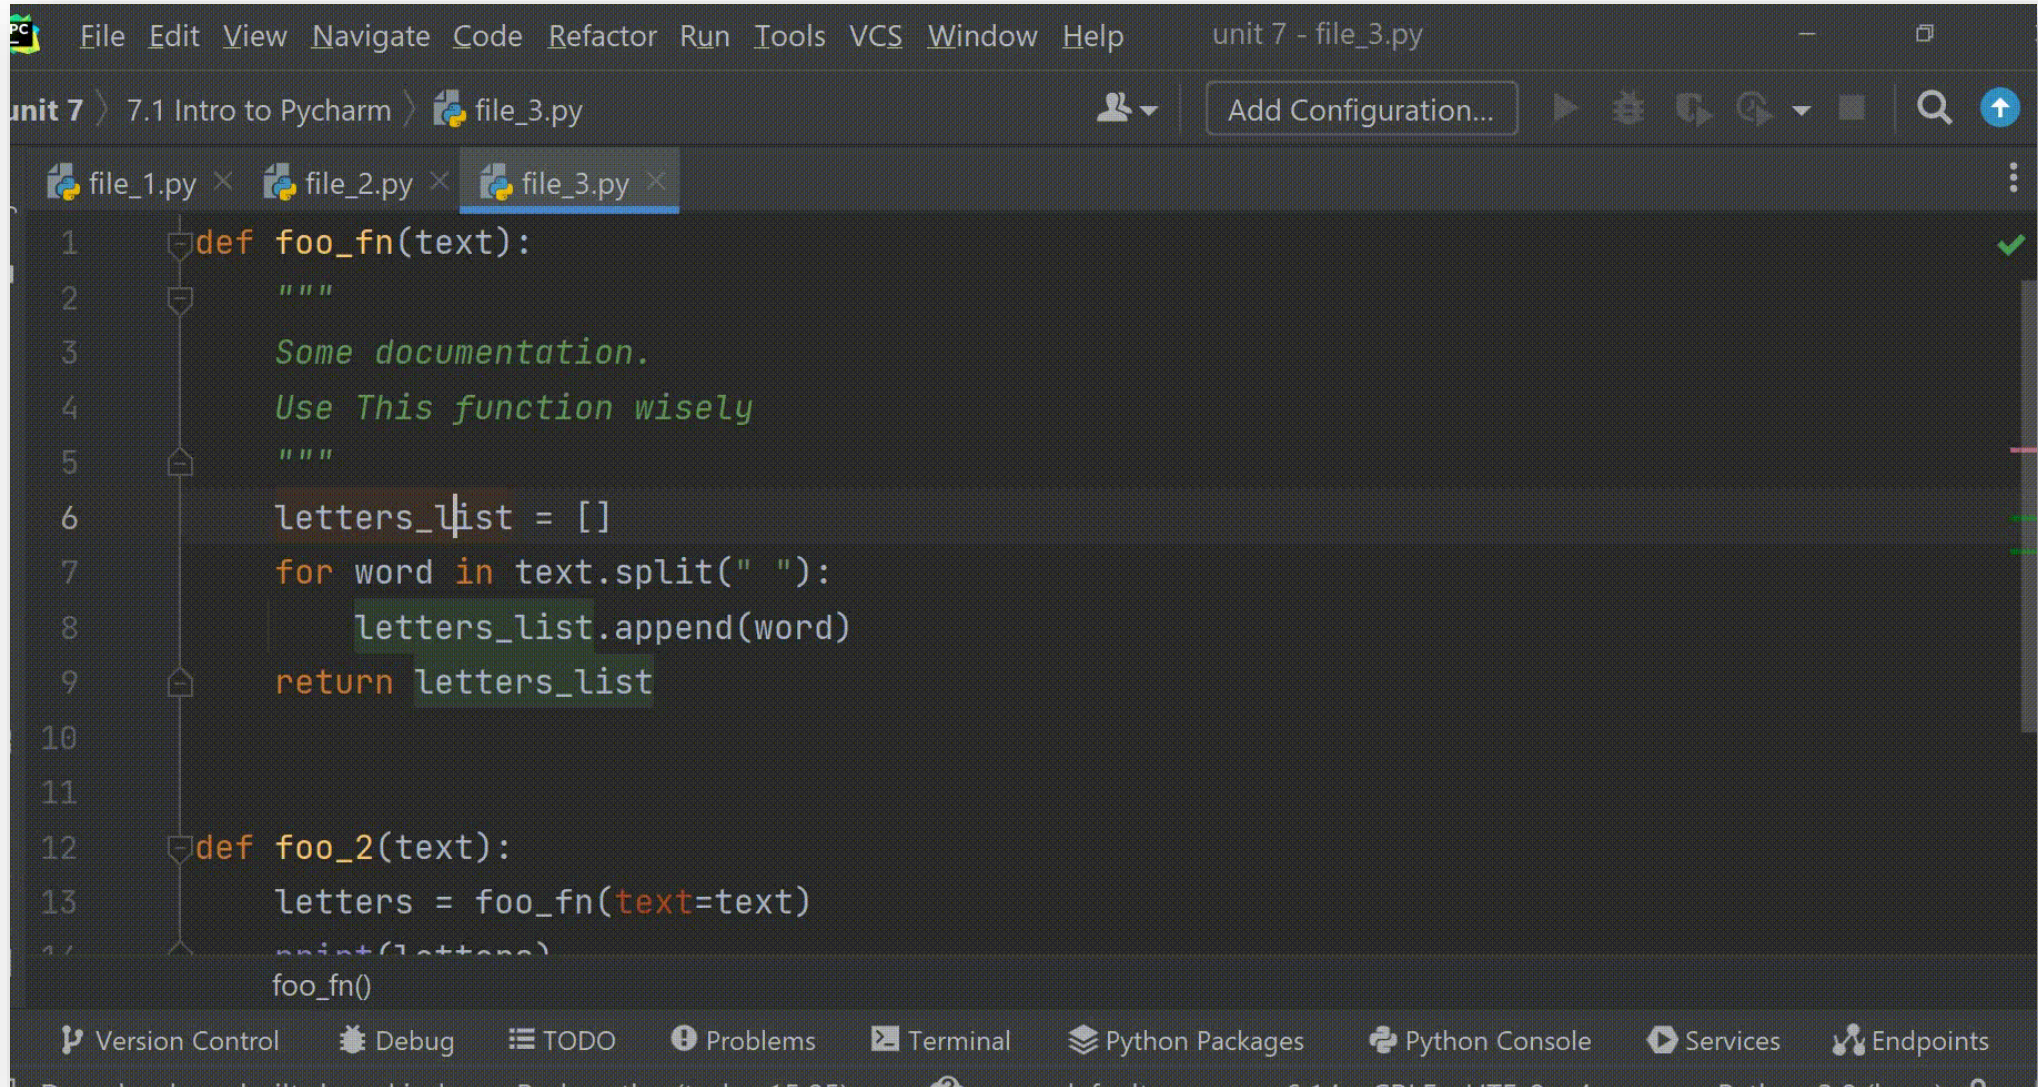 PC File Edit View Navigate Code Refactor Run Tools VCS Window Help unit 7 - file_3.py
unit 7 7.1 Intro to Pycharm file_3.py Add Configuration...
file_1.py file_2.py file_3.py
1 def foo_fn(text):
2 """
3 Some documentation.
4 Use This function wisely
5 """
6 letters_list = []
7 for word in text.split(" "):
8 letters_list.append(word)
9 return letters_list
10
11
12 def foo_2(text):
13 letters = foo_fn(text=text)
14 print(letters)
foo_fn()
Version Control Debug TODO Problems Terminal Python Packages Python Console Services Endpoints